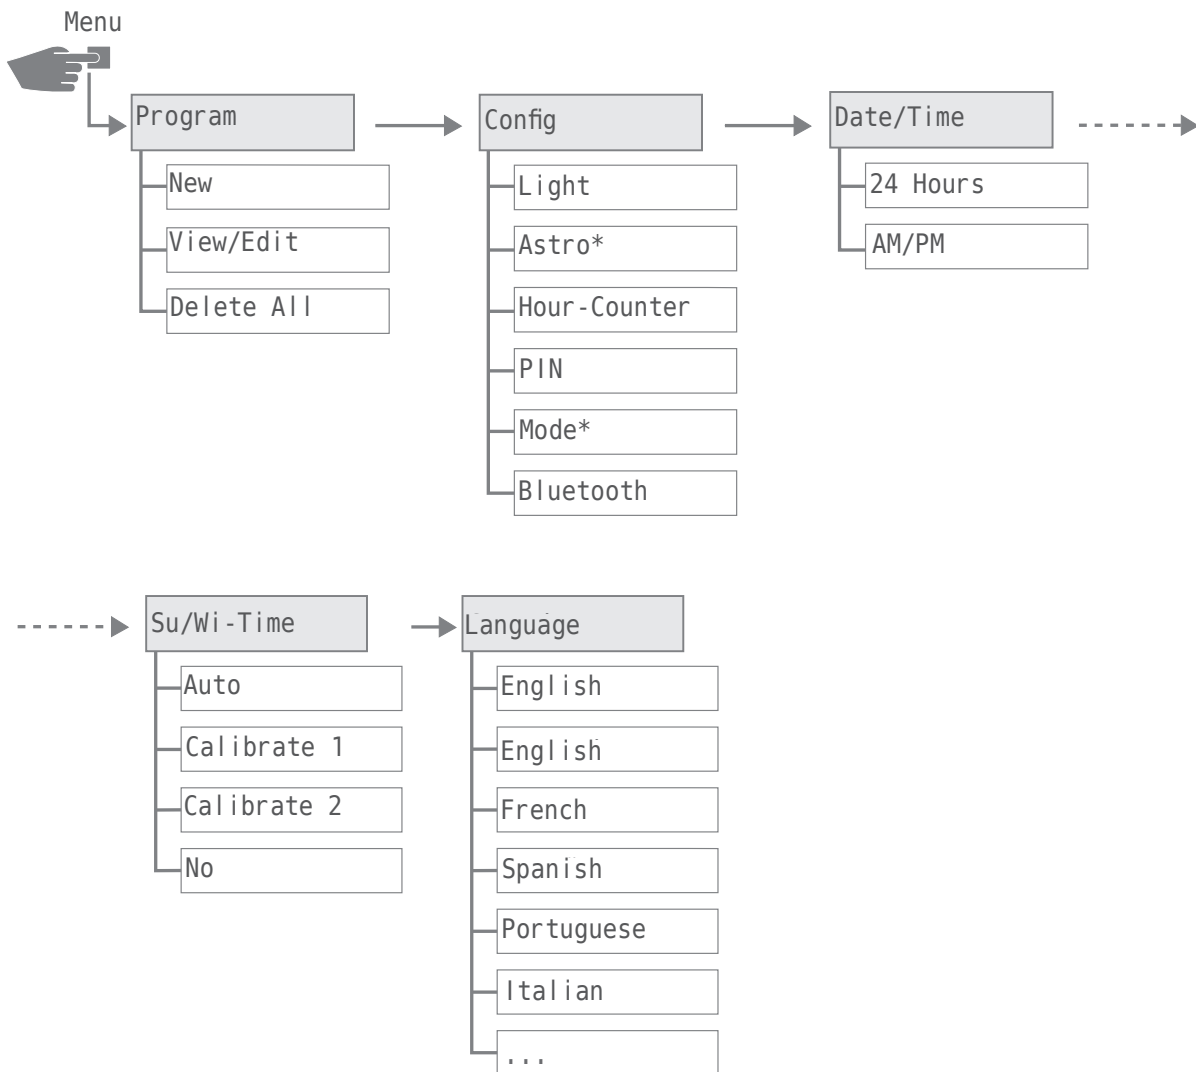 Menu
Program
New
View/Edit
Delete All
Config
Light
Astro*
Hour-Counter
PIN
Mode*
Bluetooth
Date/Time
24 Hours
AM/PM
Su/Wi-Time
Auto
Calibrate 1
Calibrate 2
No
Language
English
English
French
Spanish
Portuguese
Italian
...